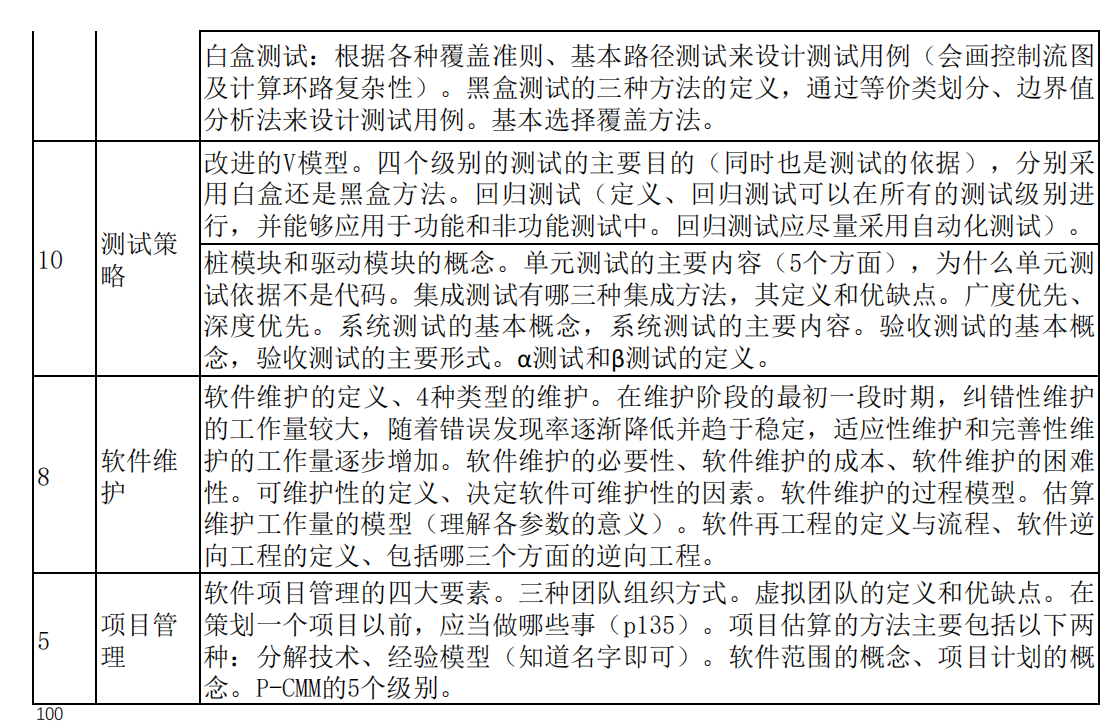 白盒测试：根据各种覆盖准则、基本路径测试来设计测试用例（会画控制流图
及计算环路复杂性）。黑盒测试的三种方法的定义，通过等价类划分、边界值
分析法来设计测试用例。基本选择覆盖方法。
10
测试策
略
改进的V模型。四个级别的测试的主要目的（同时也是测试的依据），分别采
用白盒还是黑盒方法。回归测试（定义、回归测试可以在所有的测试级别进
行，并能够应用于功能和非功能测试中。回归测试应尽量采用自动化测试）。
桩模块和驱动模块的概念。单元测试的主要内容（5个方面），为什么单元测
试依据不是代码。集成测试有哪三种集成方法，其定义和优缺点。广度优先、
深度优先。系统测试的基本概念，系统测试的主要内容。验收测试的基本概
念，验收测试的主要形式。α测试和β测试的定义。
8
软件维
护
软件维护的定义、4种类型的维护。在维护阶段的最初一段时期，纠错性维护
的工作量较大，随着错误发现率逐渐降低并趋于稳定，适应性维护和完善性维
护的工作量逐步增加。软件维护的必要性、软件维护的成本、软件维护的困难
性。可维护性的定义、决定软件可维护性的因素。软件维护的过程模型。估算
维护工作量的模型（理解各参数的意义）。软件再工程的定义与流程、软件逆
向工程的定义、包括哪三个方面的逆向工程。
5
项目管
理
软件项目管理的四大要素。三种团队组织方式。虚拟团队的定义和优缺点。在
策划一个项目以前，应当做哪些事（p135）。项目估算的方法主要包括以下两
种：分解技术、经验模型（知道名字即可）。软件范围的概念、项目计划的概
念。P-CMM的5个级别。
100